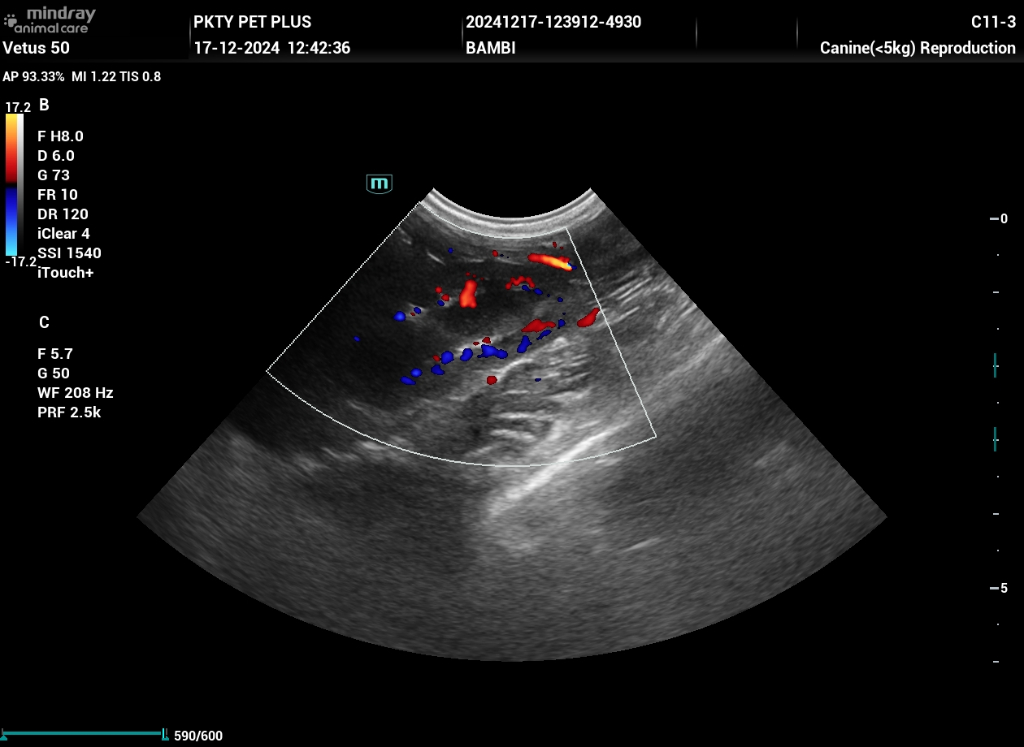 mindray
animal care
Vetus 50
PKTY PET PLUS
17-12-2024 12:42:36
20241217-123912-4930
BAMBI
C11-3
Canine(<5kg) Reproduction
AP 93.33% MI 1.22 TIS 0.8
17.2
B
F H8.0
D 6.0
G 73
FR 10
DR 120
iClear 4
SSI 1540
iTouch+
-17.2
C
F 5.7
G 50
WF 208 Hz
PRF 2.5k
m
0
5
590/600